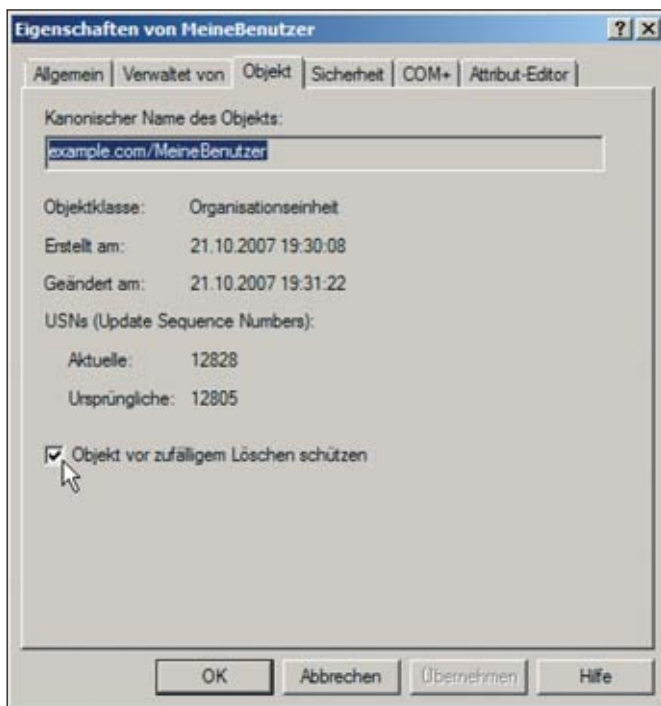 Eigenschaften von MeineBenutzer
Allgemein Verwaltet von Objekt Sicherheit COM+ Attribut-Editor
Kanonischer Name des Objekts:
example.com/MeineBenutzer
Objektklasse: Organisationseinheit
Erstellt am: 21.10.2007 19:30:08
Geändert am: 21.10.2007 19:31:22
USNs (Update Sequence Numbers):
Aktuelle: 12828
Ursprüngliche: 12805
Objekt vor zufälligem Löschen schützen
OK Abbrechen Übernehmen Hilfe